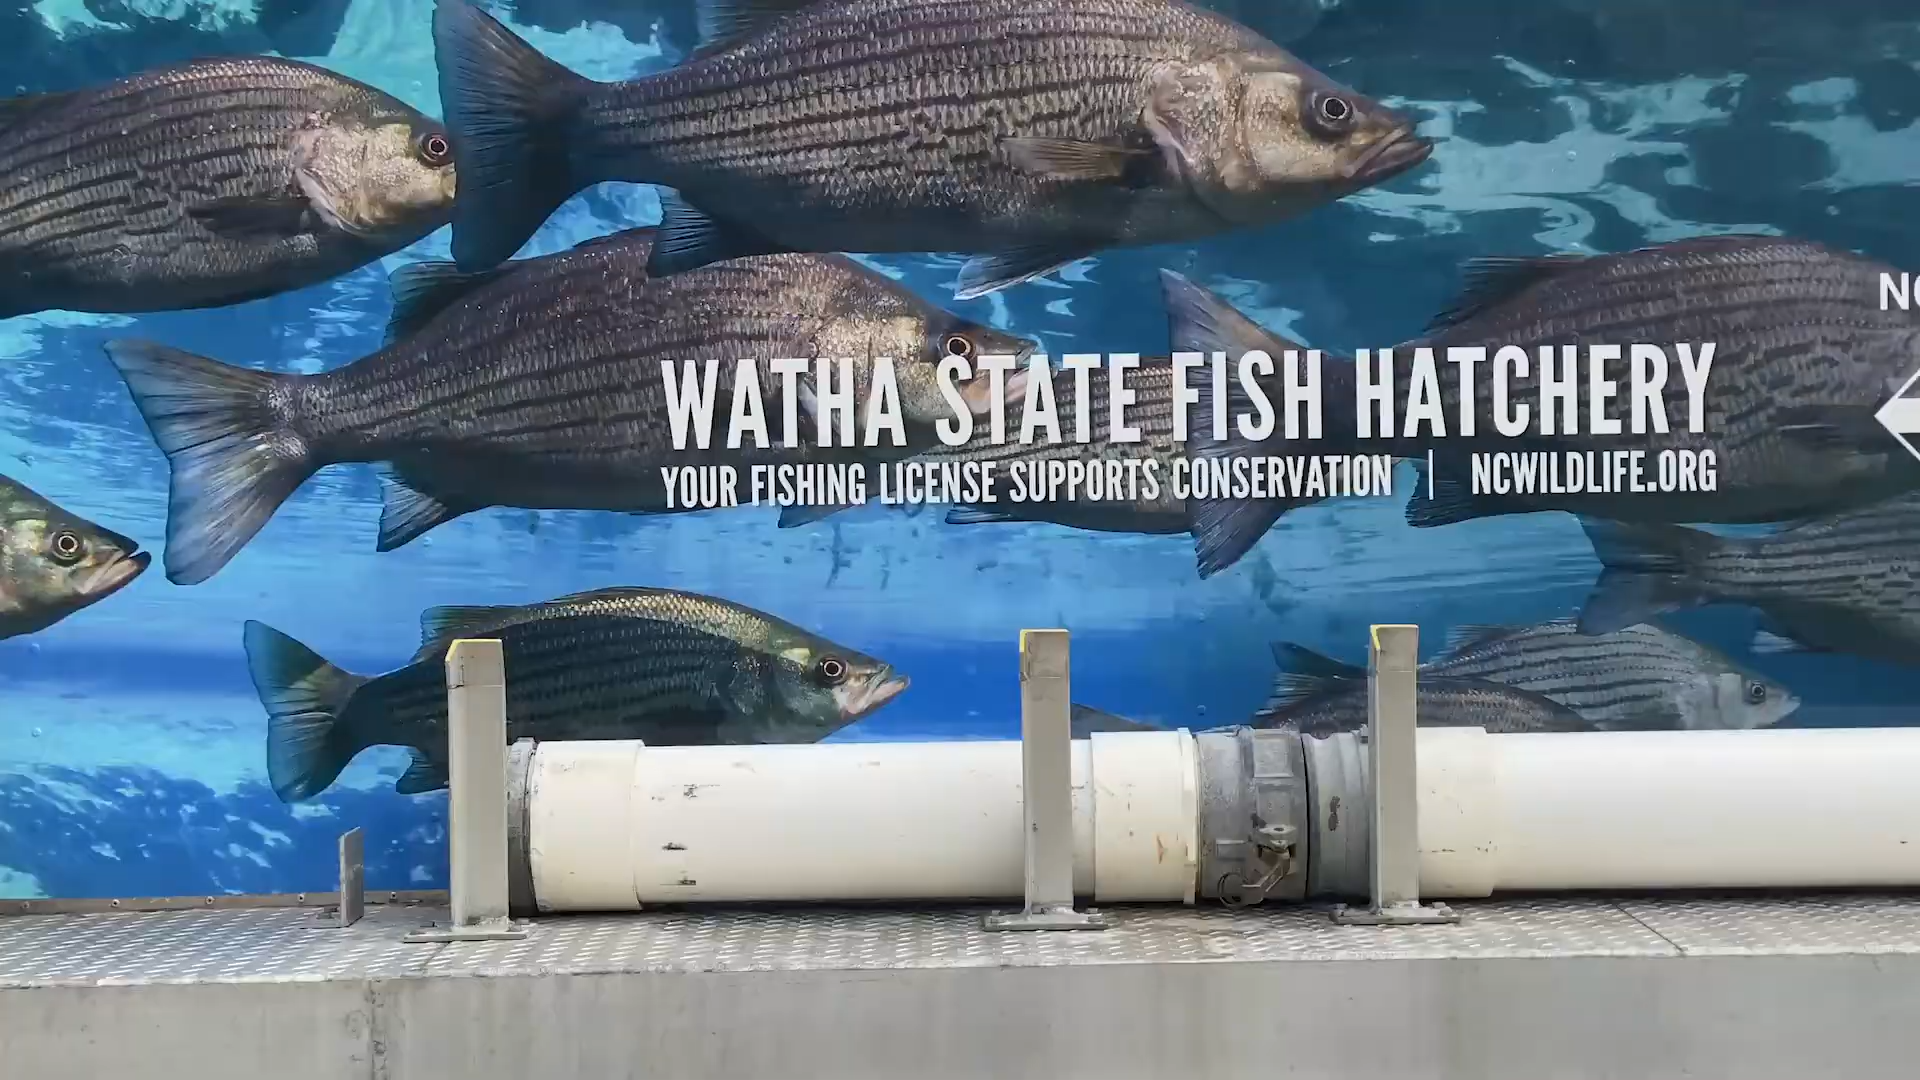 WATHA STATE FISH HATCHERY
YOUR FISHING LICENSE SUPPORTS CONSERVATION | NCWILDLIFE.ORG